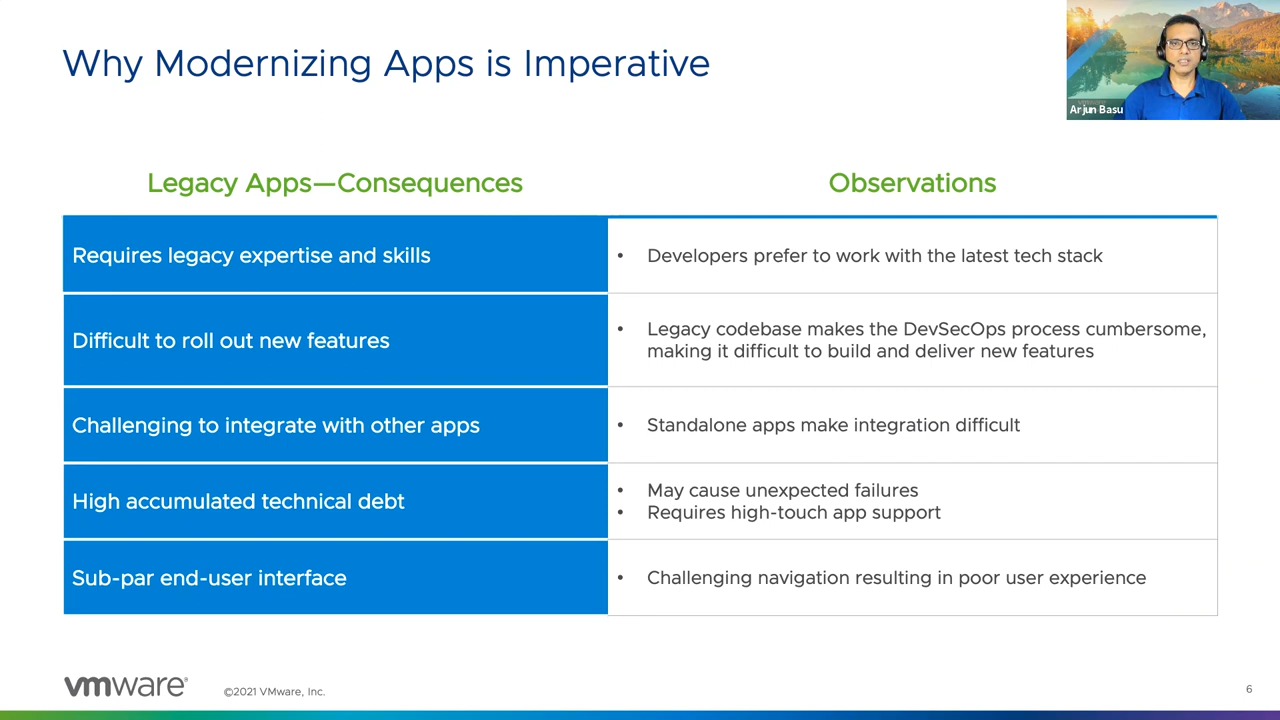 Why Modernizing Apps is Imperative
Arjun Basu
Legacy Apps—Consequences
Observations
Requires legacy expertise and skills
• Developers prefer to work with the latest tech stack
Difficult to roll out new features
• Legacy codebase makes the DevSecOps process cumbersome,
making it difficult to build and deliver new features
Challenging to integrate with other apps
• Standalone apps make integration difficult
High accumulated technical debt
• May cause unexpected failures
• Requires high-touch app support
Sub-par end-user interface
• Challenging navigation resulting in poor user experience
vmware®
©2021 VMware, Inc.
6